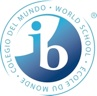 COLEGIO DEL MUNDO · WORLD SCHOOL · ÉCOLE DU MONDE ·
ib
®